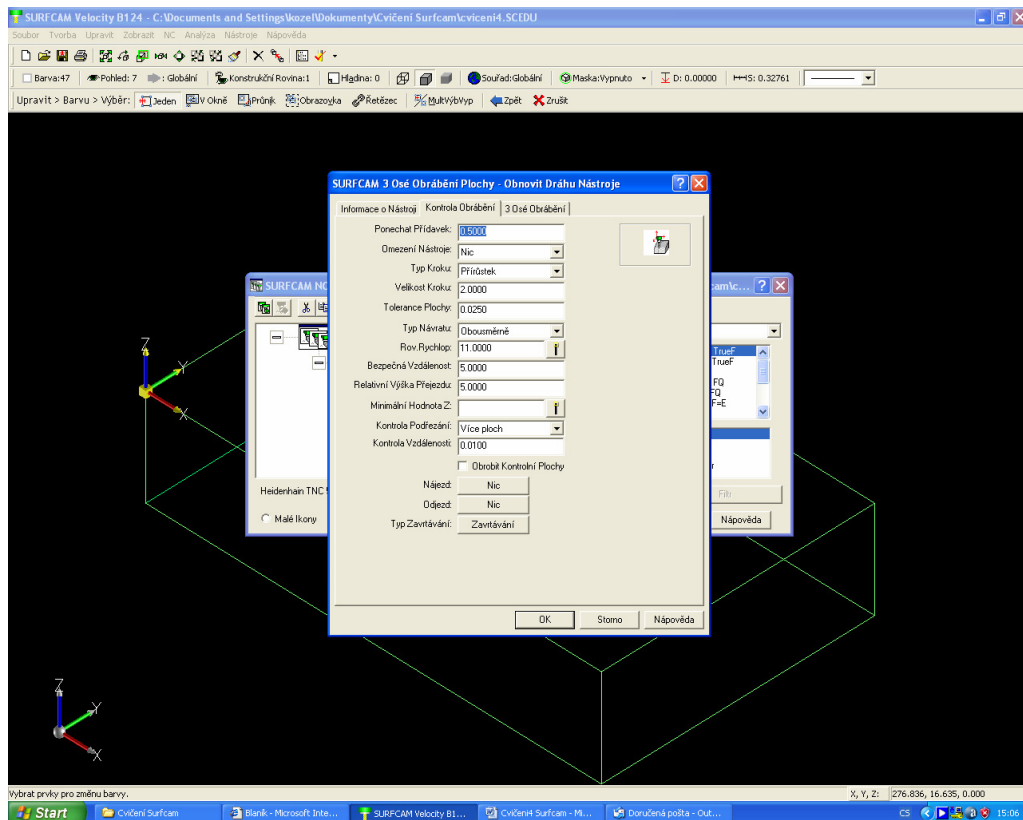 SURFCAM Velocity B124 - C:\Documents and Settings\kozel\Dokumenty\Cvičení Surfcam\cviceni4.SCEDU
Soubor Tvorba Upravit Zobrazit NC Analýza Nástroje Nápověda
Barva:47 Pohled: 7 : Globální Konstrukční Rovina:1 Hladina: 0 Souřad:Globální Maska:Vypnuto D: 0.00000 S: 0.32761
Upravit > Barvu > Výběr: Jeden V Okně Průnik Obrazovka Řetězec MultVýbVyp Zpět Zrušit
SURFCAM 3 Osé Obrábění Plochy - Obnovit Dráhu Nástroje
Informace o Nástroji Kontrola Obrábění 3 Osé Obrábění
Ponechat Přídavek: 0.5000
Omezení Nástroje: Nic
Typ Kroku: Přírůstek
Velikost Kroku: 2.0000
Tolerance Plochy: 0.0250
Typ Návratu: Obousměrně
Rov.Rychlop: 11.0000
Bezpečná Vzdálenost: 5.0000
Relativní Výška Přejezdu: 5.0000
Minimální Hodnota Z:
Kontrola Podřezání: Více ploch
Kontrola Vzdálenosti: 0.0100
Obrobit Kontrolní Plochy
Nájezd: Nic
Odjezd: Nic
Typ Zavrtávání: Zavrtávání
OK Storno Nápověda
SURFCAM NC
am\c...
TrueF
TrueF
FQ
FQ
F=E
r
Heidenhain TNC
Filtr
Malé Ikony
Nápověda
Z
Y
X
Z
Y
X
Vybrat prvky pro změnu barvy.
X, Y, Z: 276.836, 16.635, 0.000
Start Cvičení Surfcam Blaník - Microsoft Inte... SURFCAM Velocity B1... Cvičení4 Surfcam - Mi... Doručená pošta - Out... CS 15:06